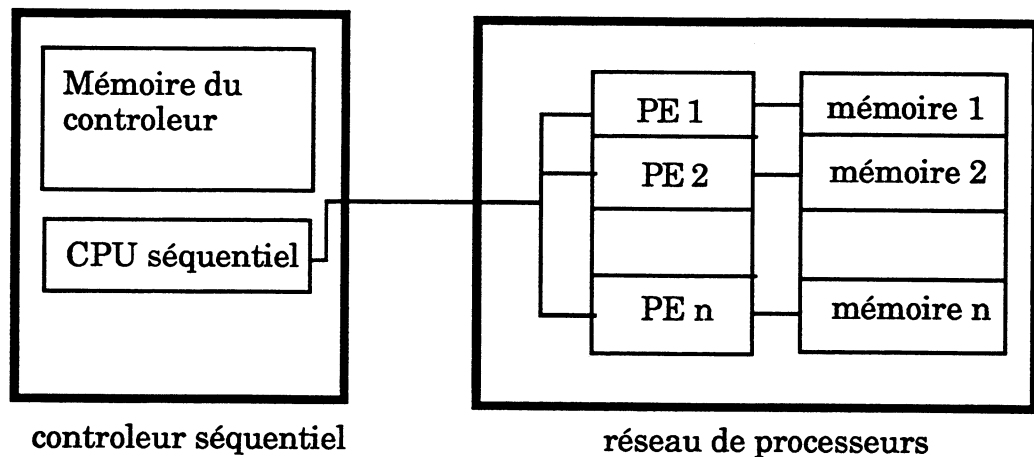 Mémoire du
controleur
CPU séquentiel
controleur séquentiel
PE 1
mémoire 1
PE 2
mémoire 2
PE n
mémoire n
réseau de processeurs